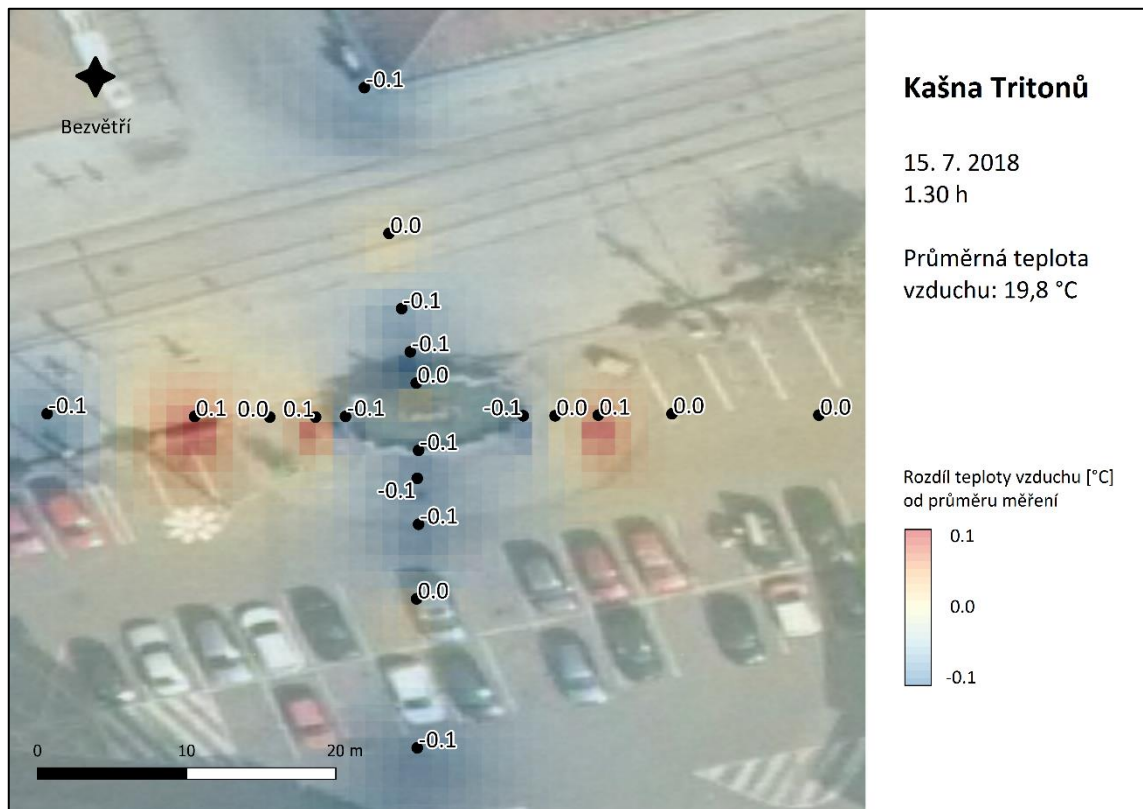 -0.1
Bezvětří
0.0
-0.1
-0.1
0.0
-0.1
0.1
0.0
0.1
-0.1
-0.1
0.0
0.1
0.0
0.0
-0.1
-0.1
-0.1
0.0
-0.1
0
10
20 m
Kašna Tritonů
15. 7. 2018
1.30 h
Průměrná teplota
vzduchu: 19,8 °C
Rozdíl teploty vzduchu [°C]
od průměru měření
0.1
0.0
-0.1